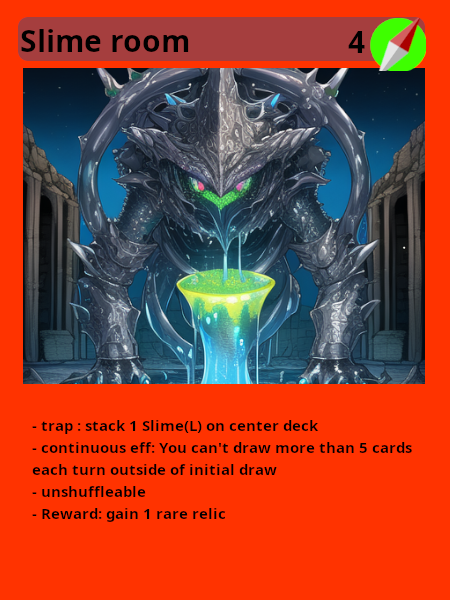 Slime room 4
- trap : stack 1 Slime(L) on center deck
- continuous eff: You can't draw more than 5 cards
each turn outside of initial draw
- unshuffleable
- Reward: gain 1 rare relic